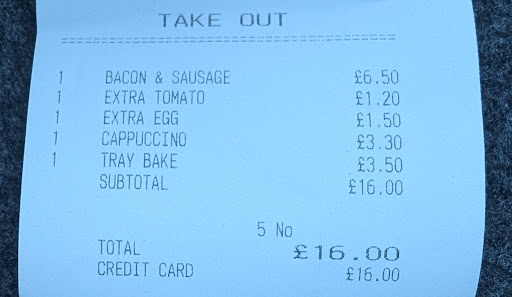 TAKE OUT
1 BACON & SAUSAGE £6.50
1 EXTRA TOMATO £1.20
1 EXTRA EGG £1.50
1 CAPPUCCINO £3.30
1 TRAY BAKE £3.50
SUBTOTAL £16.00
5 No
TOTAL £16.00
CREDIT CARD £16.00